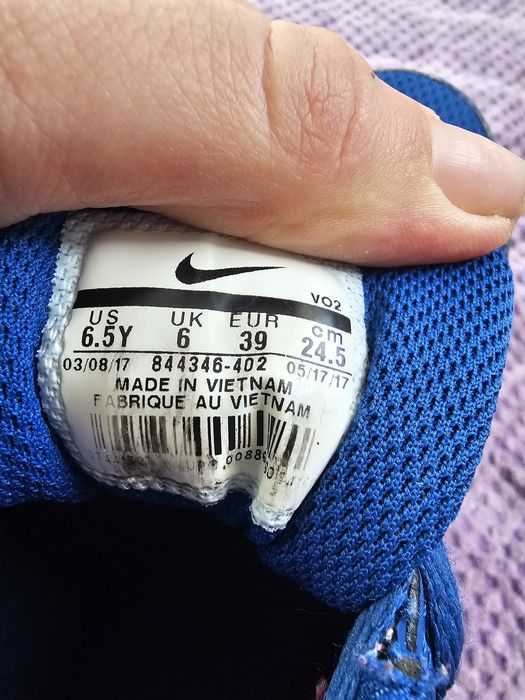 VO2
US UK EUR cm
6.5Y 6 39 24.5
03/08/17 844346-402 05/17/17
MADE IN VIETNAM
FABRIQUE AU VIETNAM